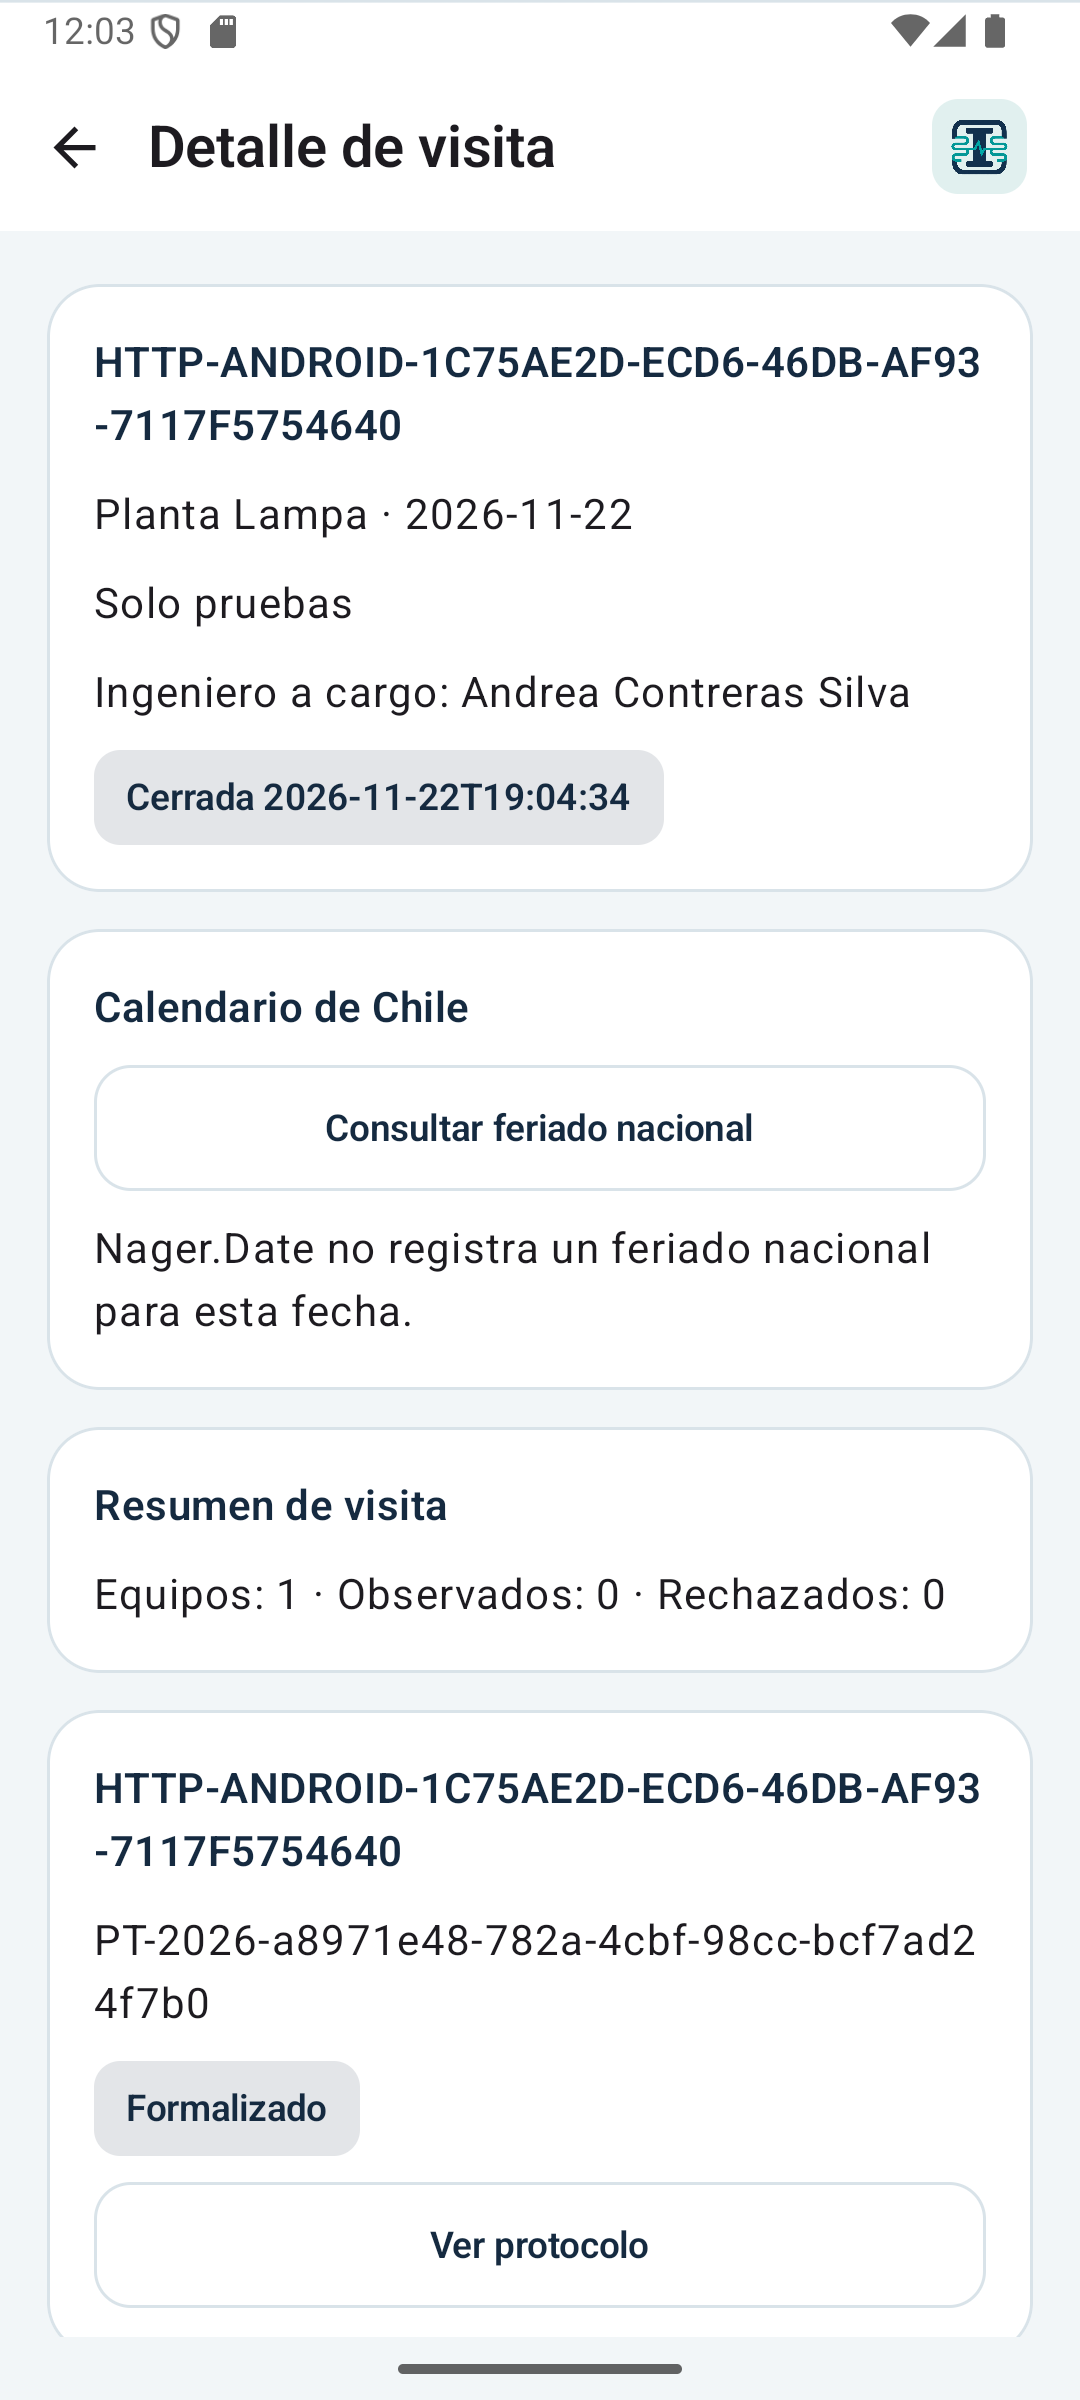 12:03
Detalle de visita
HTTP-ANDROID-1C75AE2D-ECD6-46DB-AF93
-7117F5754640
Planta Lampa · 2026-11-22
Solo pruebas
Ingeniero a cargo: Andrea Contreras Silva
Cerrada 2026-11-22T19:04:34
Calendario de Chile
Consultar feriado nacional
Nager.Date no registra un feriado nacional
para esta fecha.
Resumen de visita
Equipos: 1 · Observados: 0 · Rechazados: 0
HTTP-ANDROID-1C75AE2D-ECD6-46DB-AF93
-7117F5754640
PT-2026-a8971e48-782a-4cbf-98cc-bcf7ad2
4f7b0
Formalizado
Ver protocolo